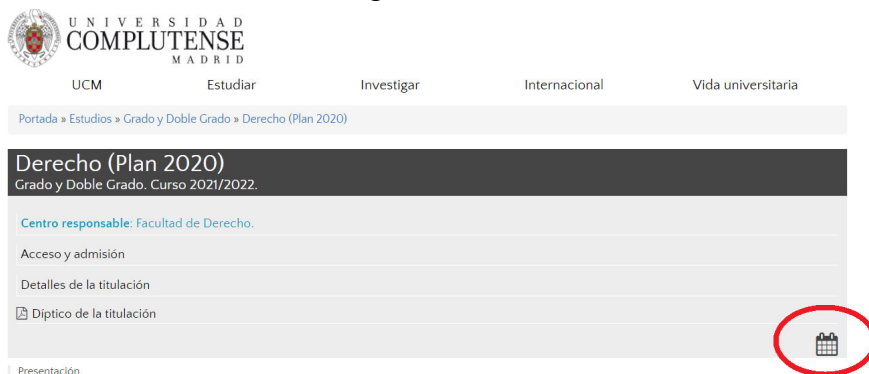 UNIVERSIDAD
COMPLUTENSE
MADRID
UCM Estudiar Investigar Internacional Vida universitaria
Portada » Estudios » Grado y Doble Grado » Derecho (Plan 2020)
Derecho (Plan 2020)
Grado y Doble Grado. Curso 2021/2022.
Centro responsable: Facultad de Derecho.
Acceso y admisión
Detalles de la titulación
Díptico de la titulación
Presentación